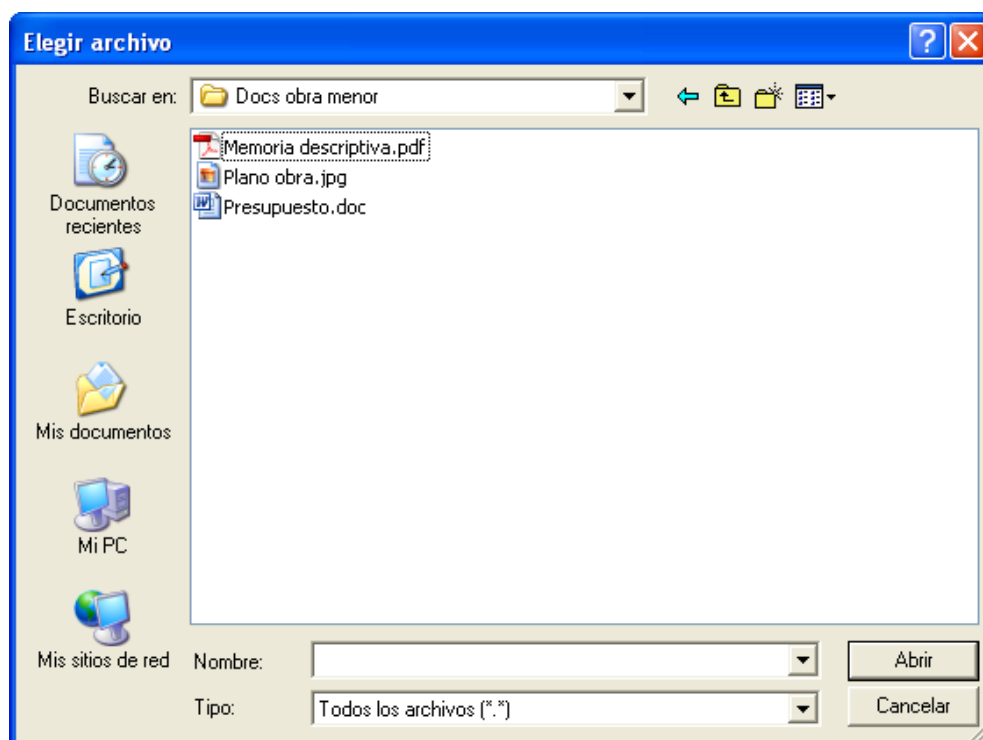 Elegir archivo
Buscar en:
Docs obra menor
Memoria descriptiva.pdf
Plano obra.jpg
Presupuesto.doc
Documentos
recientes
Escritorio
Mis documentos
Mi PC
Mis sitios de red
Nombre:
Abrir
Tipo:
Todos los archivos (*.*)
Cancelar